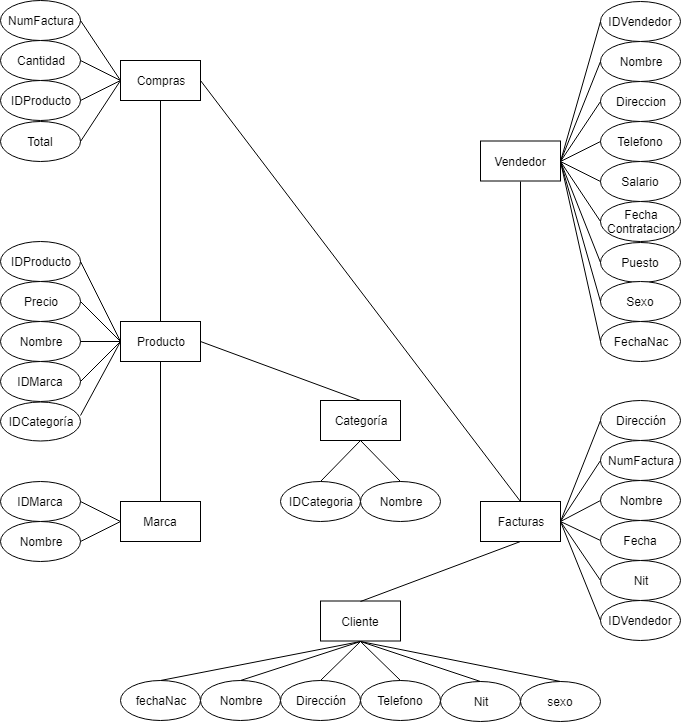 NumFactura
Cantidad
IDProducto
Total
Compras
IDVendedor
Nombre
Direccion
Telefono
Salario
Fecha
Contratacion
Puesto
Sexo
FechaNac
Vendedor
IDProducto
Precio
Nombre
IDMarca
IDCategoría
Producto
Categoría
IDCategoria
Nombre
IDMarca
Nombre
Marca
Facturas
Dirección
NumFactura
Nombre
Fecha
Nit
IDVendedor
Cliente
fechaNac
Nombre
Dirección
Telefono
Nit
sexo